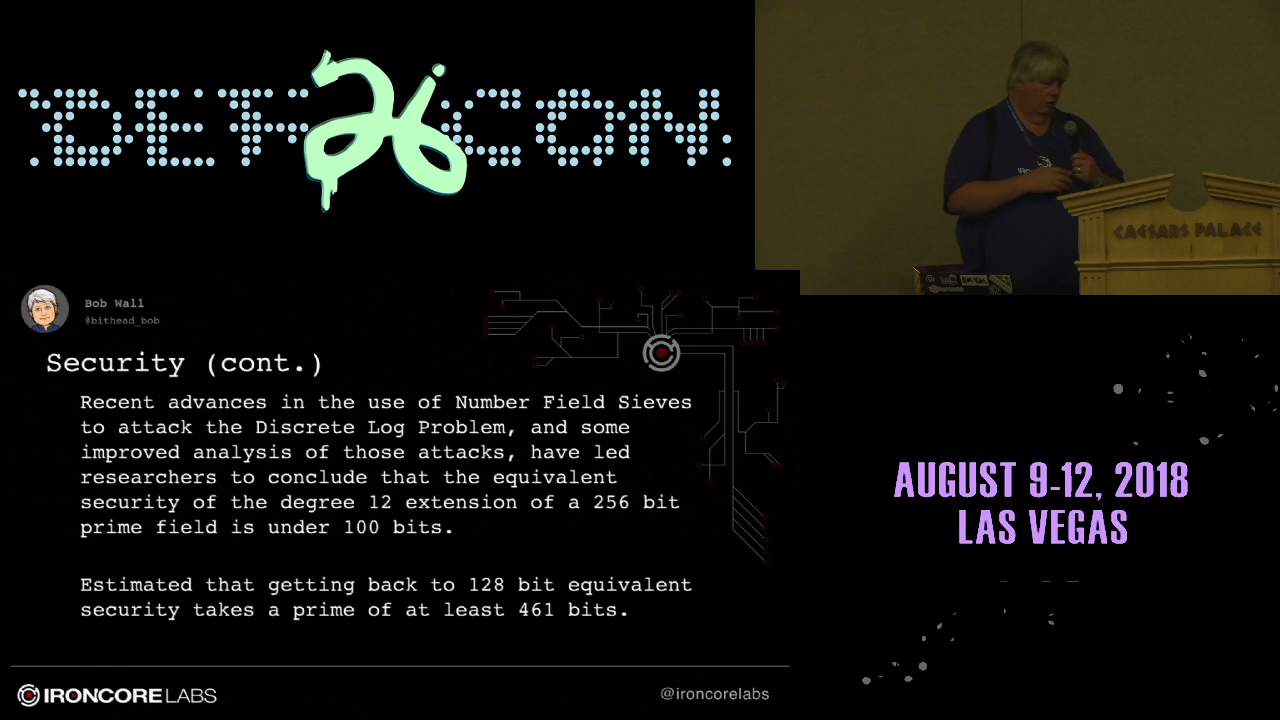 DEF 26 CON
CAESARS PALACE
Bob Wall
@bithead_bob
Security (cont.)
Recent advances in the use of Number Field Sieves
to attack the Discrete Log Problem, and some
improved analysis of those attacks, have led
researchers to conclude that the equivalent
security of the degree 12 extension of a 256 bit
prime field is under 100 bits.
Estimated that getting back to 128 bit equivalent
security takes a prime of at least 461 bits.
IRONCORE LABS
@ironcorelabs
AUGUST 9-12, 2018
LAS VEGAS